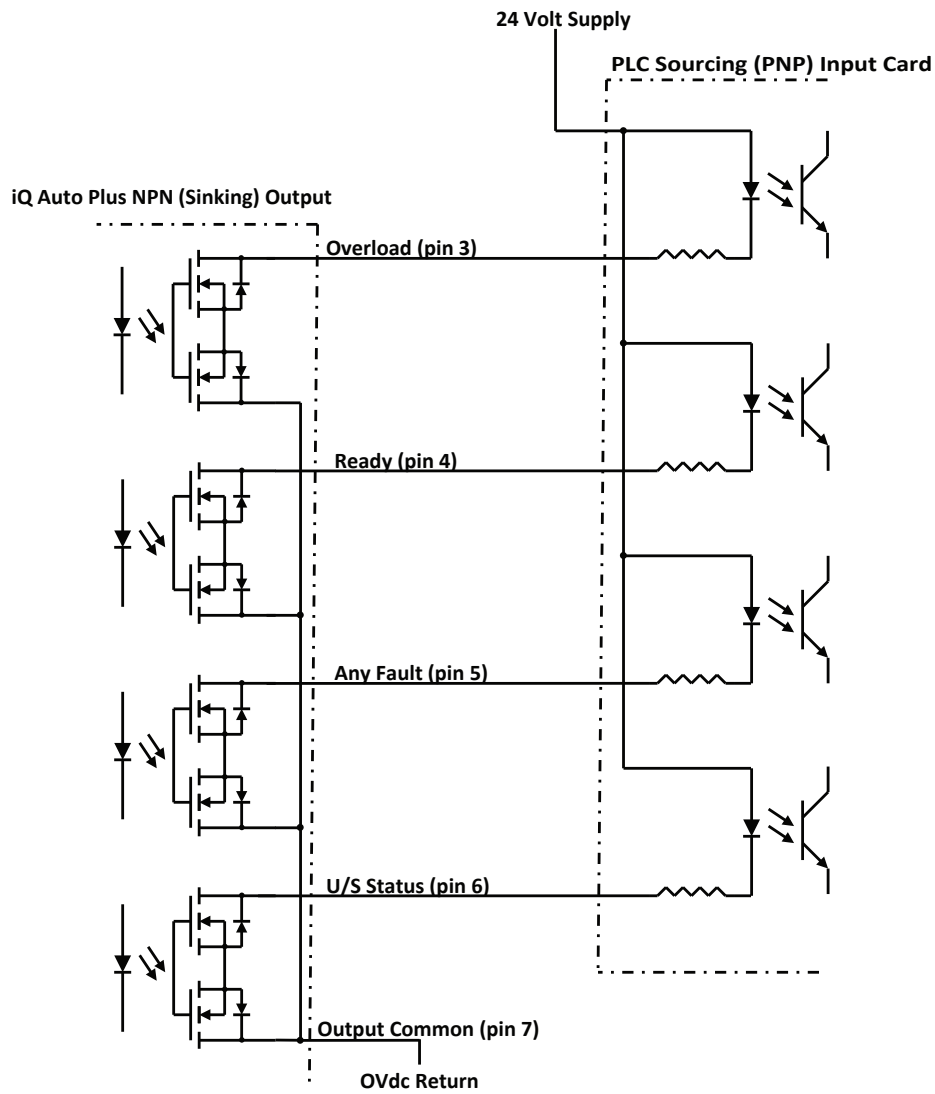 24 Volt Supply
PLC Sourcing (PNP) Input Card
iQ Auto Plus NPN (Sinking) Output
Overload (pin 3)
Ready (pin 4)
Any Fault (pin 5)
U/S Status (pin 6)
Output Common (pin 7)
OVdc Return